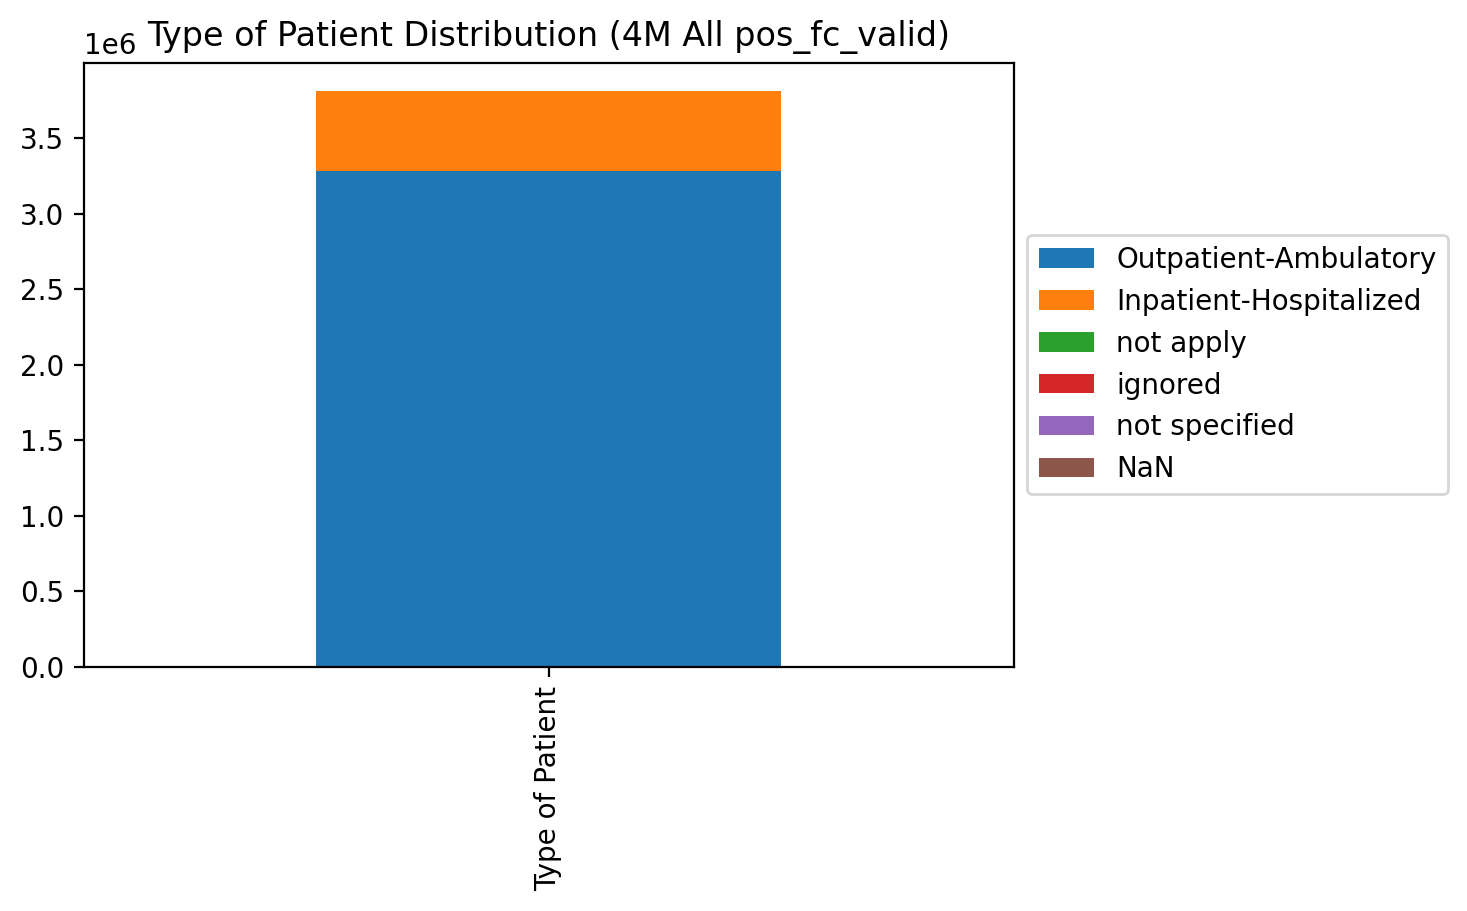 Type of Patient Distribution (4M All pos_fc_valid)
1e6
3.5
3.0
2.5
2.0
1.5
1.0
0.5
0.0
Type of Patient
Outpatient-Ambulatory
Inpatient-Hospitalized
not apply
ignored
not specified
NaN